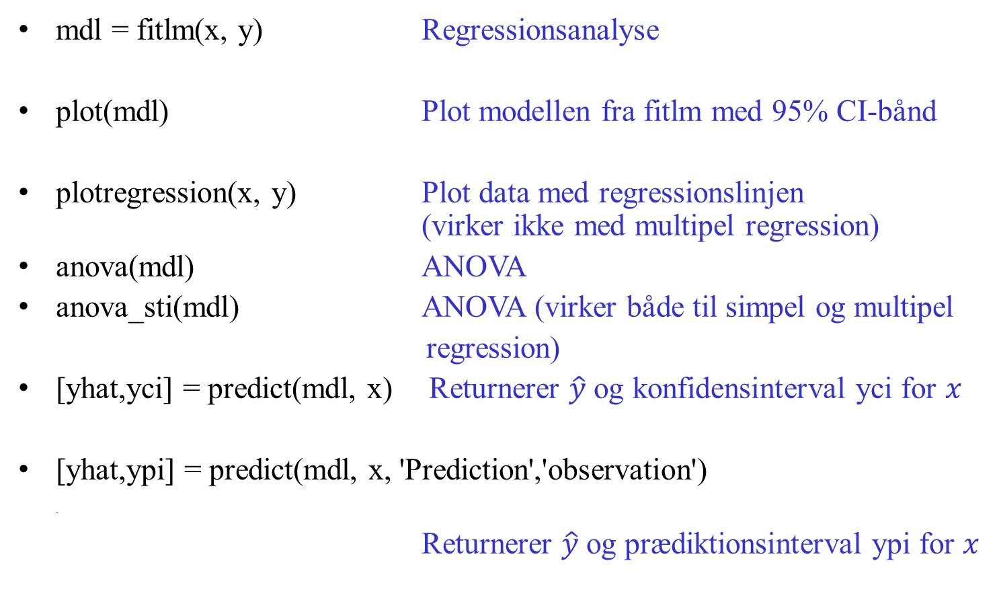 • mdl = fitlm(x, y) Regressionsanalyse
• plot(mdl) Plot modellen fra fitlm med 95% CI-bånd
• plotregression(x, y) Plot data med regressionslinjen
(virker ikke med multipel regression)
• anova(mdl) ANOVA
• anova_sti(mdl) ANOVA (virker både til simpel og multipel
regression)
• [yhat,yci] = predict(mdl, x) Returnerer ŷ og konfidensinterval yci for x
• [yhat,ypi] = predict(mdl, x, 'Prediction','observation')
.
Returnerer ŷ og prædiktionsinterval ypi for x